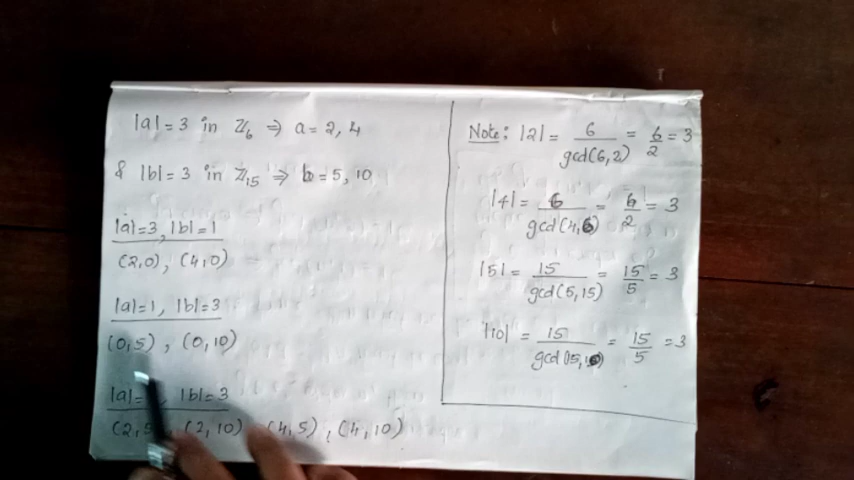 |a|=3 in ℤ₆ ⇒ a=2, 4
& |b|=3 in ℤ₁₅ ⇒ b=5, 10
|a|=3, |b|=1
(2,0), (4,0)
|a|=1, |b|=3
(0,5), (0,10)
|a|= , |b|=3
(2,5 (2,10) (4,5), (4,10)
Note: |2| = 6/gcd(6,2) = 6/2 = 3
|4| = 6/gcd(4,6) = 6/2 = 3
|5| = 15/gcd(5,15) = 15/5 = 3
|10| = 15/gcd(15,10) = 15/5 = 3